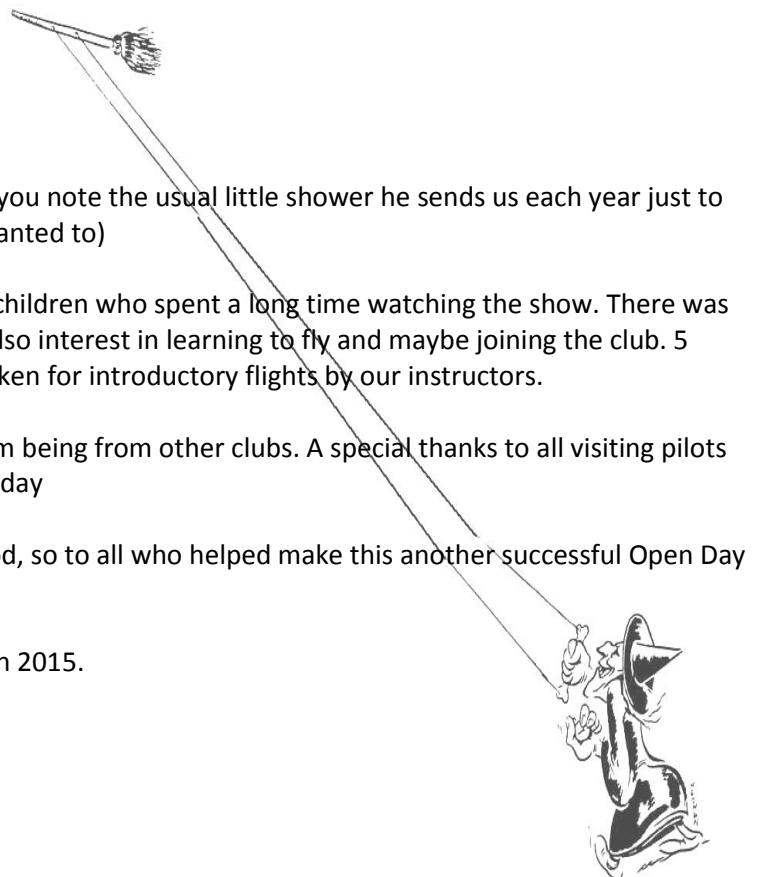 you note the usual little shower he sends us each year just to
anted to)
children who spent a long time watching the show. There was
lso interest in learning to fly and maybe joining the club. 5
ken for introductory flights by our instructors.
m being from other clubs. A special thanks to all visiting pilots
day
d, so to all who helped make this another successful Open Day
n 2015.